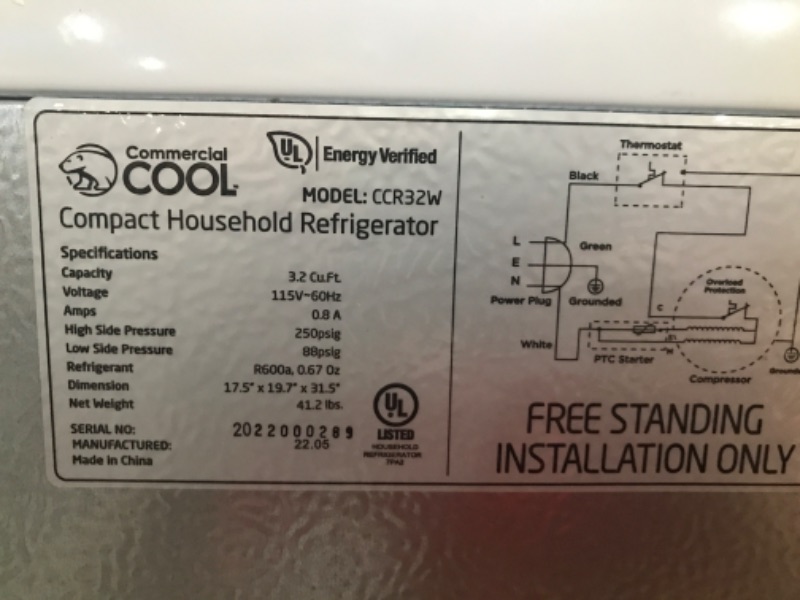 Commercial
COOL
UL Energy Verified
MODEL: CCR32W
Compact Household Refrigerator
Specifications
Capacity 3.2 Cu.Ft.
Voltage 115V~60Hz
Amps 0.8 A
High Side Pressure 250psig
Low Side Pressure 88psig
Refrigerant R600a, 0.67 Oz
Dimension 17.5" x 19.7" x 31.5"
Net Weight 41.2 lbs.
SERIAL NO: 2022000289
MANUFACTURED: 22.05
Made in China
UL
LISTED
HOUSEHOLD
REFRIGERATOR
Thermostat
Black
L
Green
E
N
Power Plug
Grounded
White
Overload
Protection
C
PTC Starter
Compressor
FREE STANDING
INSTALLATION ONLY